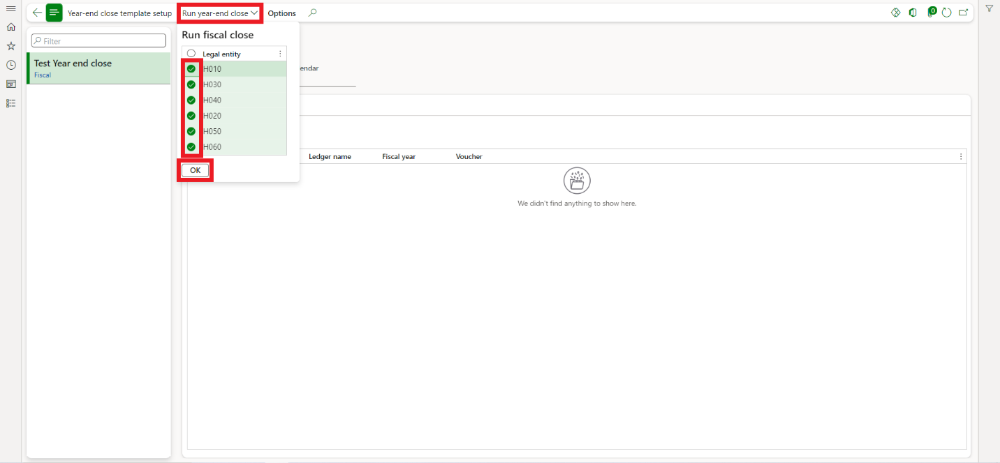 Year-end close template setup
Run year-end close
Options
0
Filter
Test Year end close
Fiscal
Run fiscal close
Legal entity
H010
H030
H040
H020
H050
H060
OK
endar
Ledger name
Fiscal year
Voucher
We didn't find anything to show here.